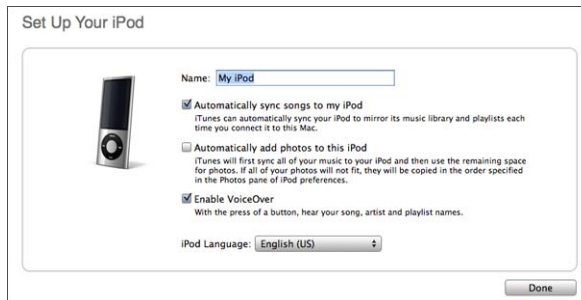 Set Up Your iPod
Name: My iPod
Automatically sync songs to my iPod
iTunes can automatically sync your iPod to mirror its music library and playlists each
time you connect it to this Mac.
Automatically add photos to this iPod
iTunes will first sync all of your music to your iPod and then use the remaining space
for photos. If all of your photos will not fit, they will be copied in the order specified
in the Photos pane of iPod preferences.
Enable VoiceOver
With the press of a button, hear your song, artist and playlist names.
iPod Language: English (US)
Done